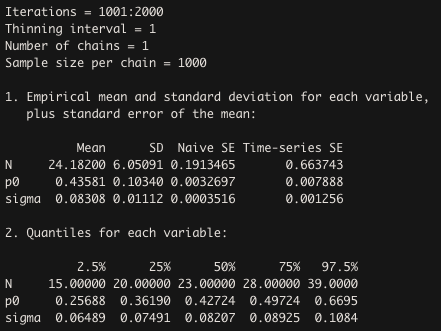 Iterations = 1001:2000
Thinning interval = 1
Number of chains = 1
Sample size per chain = 1000

1. Empirical mean and standard deviation for each variable,
   plus standard error of the mean:

          Mean      SD  Naive SE Time-series SE
N     24.18200 6.05091 0.1913465       0.663743
p0     0.43581 0.10340 0.0032697       0.007888
sigma  0.08308 0.01112 0.0003516       0.001256

2. Quantiles for each variable:

          2.5%      25%      50%      75%   97.5%
N     15.00000 20.00000 23.00000 28.00000 39.0000
p0     0.25688  0.36190  0.42724  0.49724  0.6695
sigma  0.06489  0.07491  0.08207  0.08925  0.1084